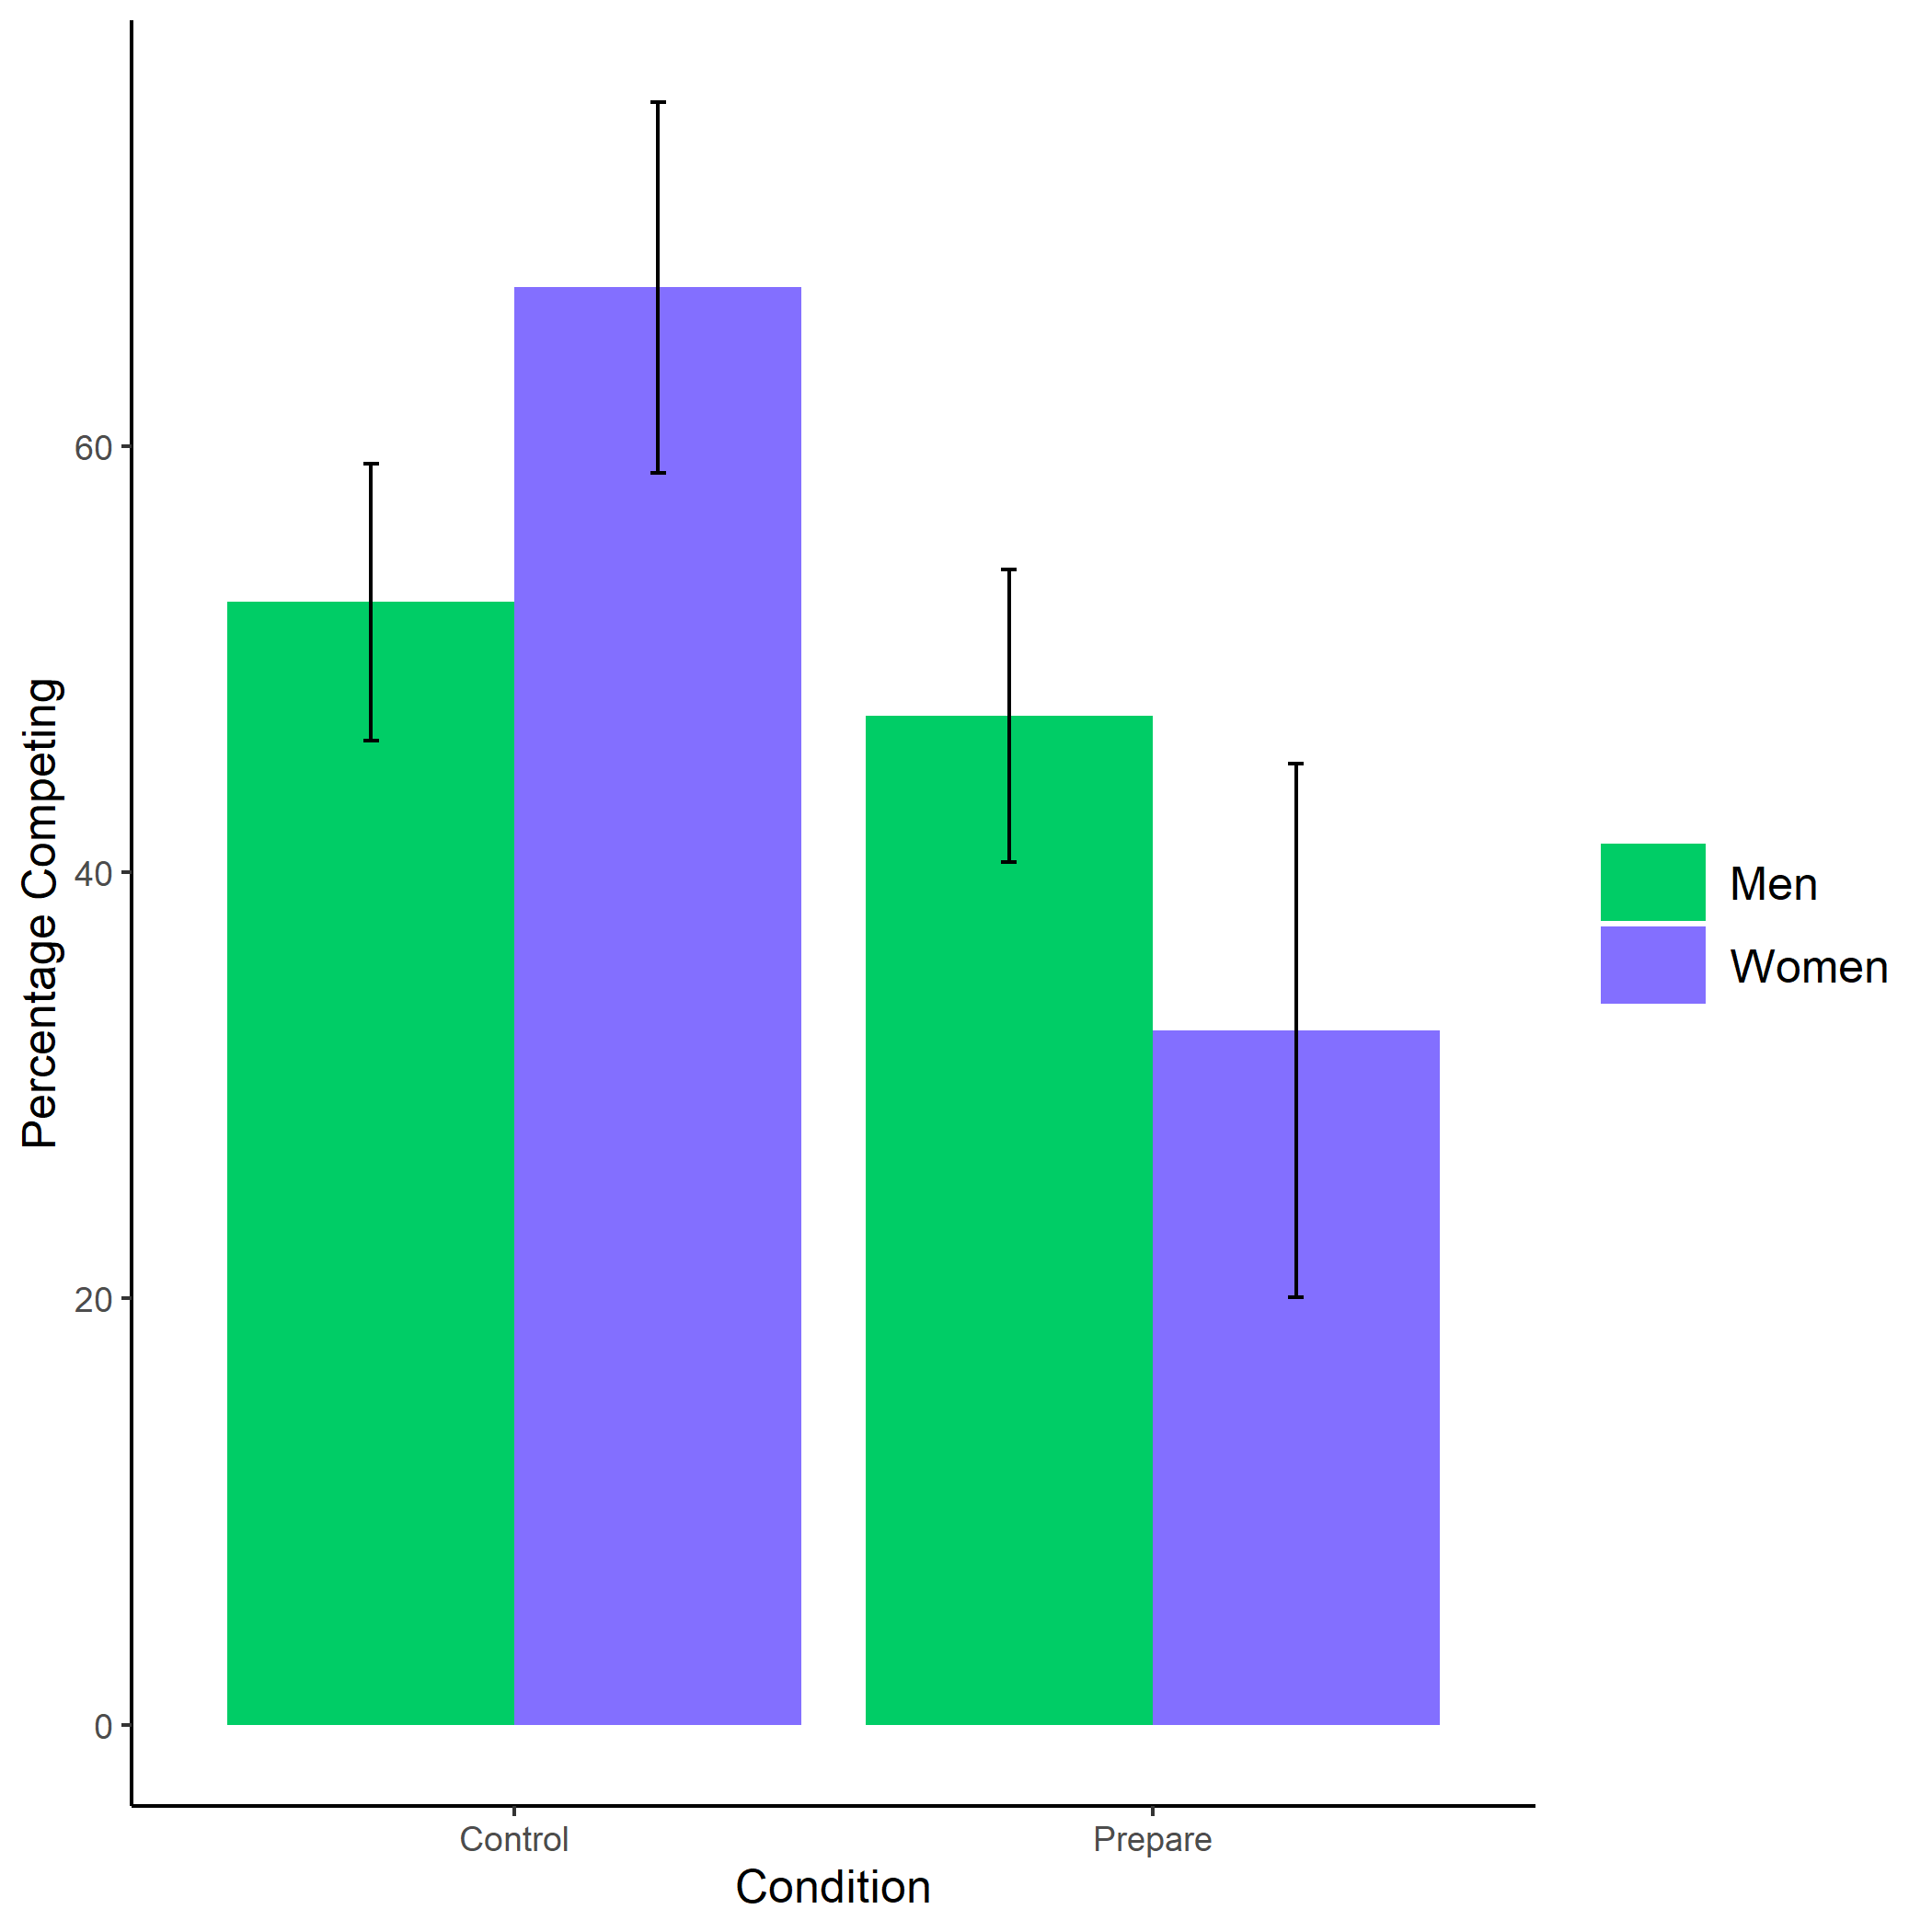 Percentage Competing
60
40
20
0
Control
Prepare
Condition
Men
Women